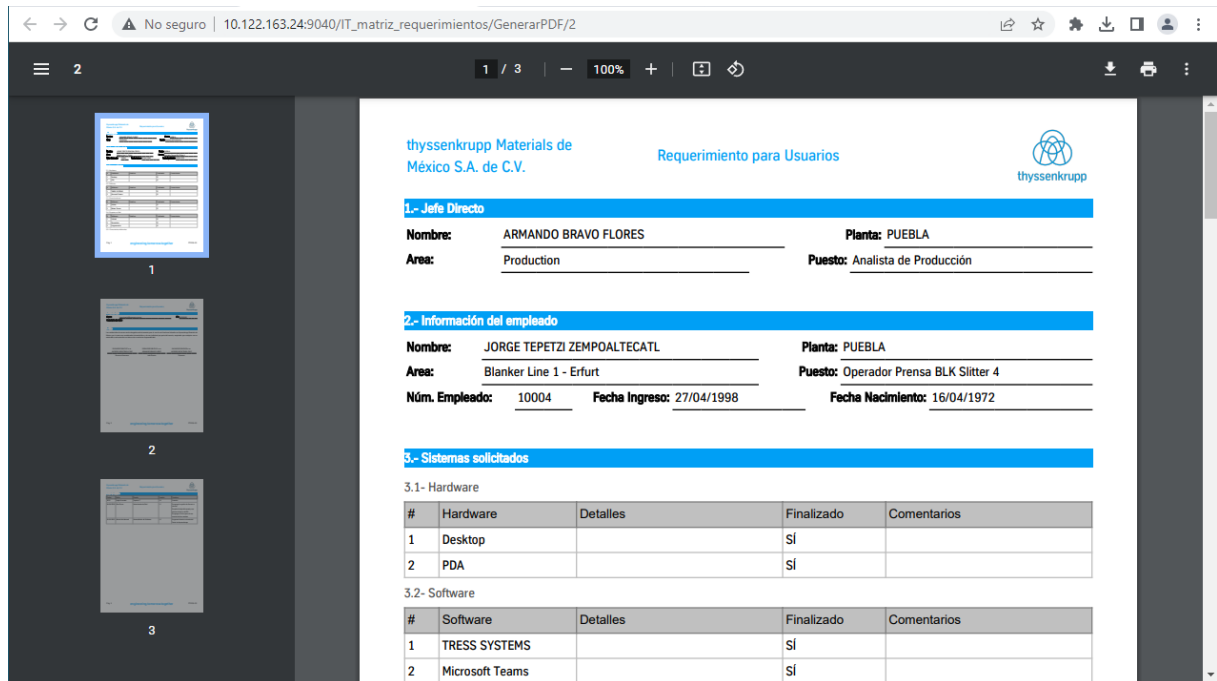 No seguro | 10.122.163.24:9040/IT_matriz_requerimientos/GenerarPDF/2
2
1 / 3
100%
1
2
3
thyssenkrupp Materials de
México S.A. de C.V.
Requerimiento para Usuarios
thyssenkrupp
1.- Jefe Directo
Nombre: ARMANDO BRAVO FLORES Planta: PUEBLA
Area: Production Puesto: Analista de Producción
2.- Información del empleado
Nombre: JORGE TEPETZI ZEMPOALTECATL Planta: PUEBLA
Area: Blanker Line 1 - Erfurt Puesto: Operador Prensa BLK Slitter 4
Núm. Empleado: 10004 Fecha Ingreso: 27/04/1998 Fecha Nacimiento: 16/04/1972
3.- Sistemas solicitados
3.1- Hardware
# Hardware Detalles Finalizado Comentarios
1 Desktop SÍ
2 PDA SÍ
3.2- Software
# Software Detalles Finalizado Comentarios
1 TRESS SYSTEMS SÍ
2 Microsoft Teams SÍ